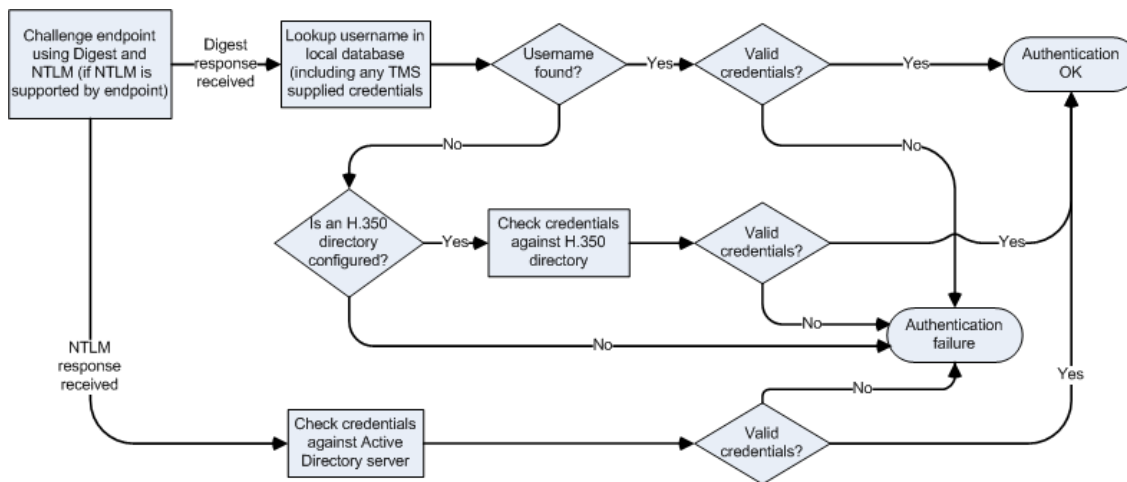 Challenge endpoint
using Digest and
NTLM (if NTLM is
supported by endpoint)
Digest
response
received
Lookup username in
local database
(including any TMS
supplied credentials
Username
found?
Yes
Valid
credentials?
Yes
Authentication
OK
No
No
Is an H.350
directory
configured?
Yes
Check credentials
against H.350
directory
Valid
credentials?
Yes
No
No
Authentication
failure
NTLM
response
received
Check credentials
against Active
Directory server
Valid
credentials?
No
Yes